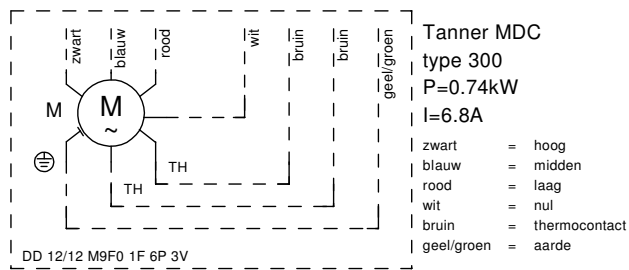 zwart
blauw
rood
wit
bruin
bruin
geel/groen
M
M
~
TH
TH
DD 12/12 M9F0 1F 6P 3V
Tanner MDC
type 300
P=0.74kW
I=6.8A
zwart = hoog
blauw = midden
rood = laag
wit = nul
bruin = thermocontact
geel/groen = aarde